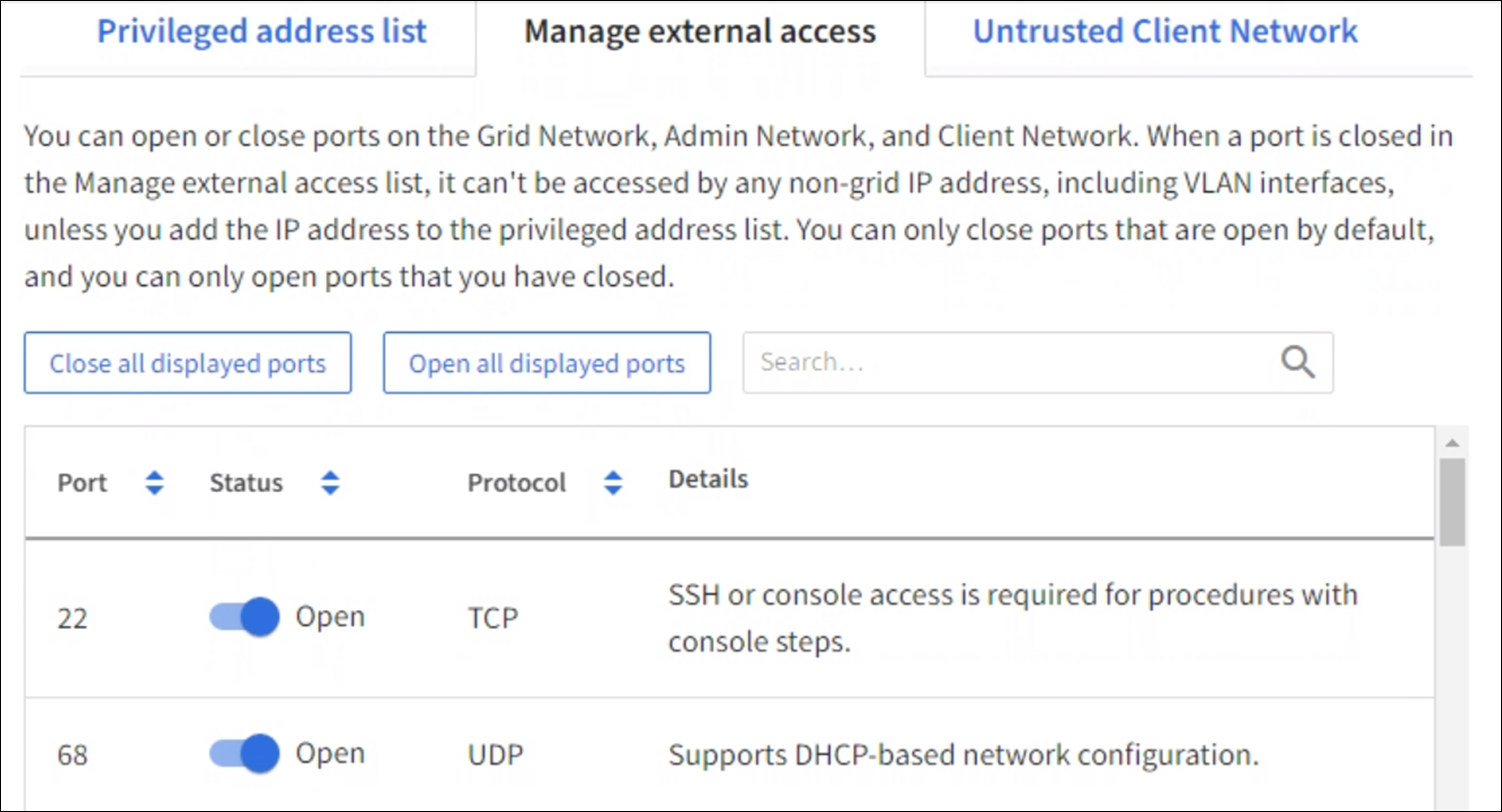 Privileged address list
Manage external access
Untrusted Client Network
You can open or close ports on the Grid Network, Admin Network, and Client Network. When a port is closed in
the Manage external access list, it can't be accessed by any non-grid IP address, including VLAN interfaces,
unless you add the IP address to the privileged address list. You can only close ports that are open by default,
and you can only open ports that you have closed.
Close all displayed ports
Open all displayed ports
Search...
Port Status Protocol Details
22 Open TCP SSH or console access is required for procedures with
console steps.
68 Open UDP Supports DHCP-based network configuration.